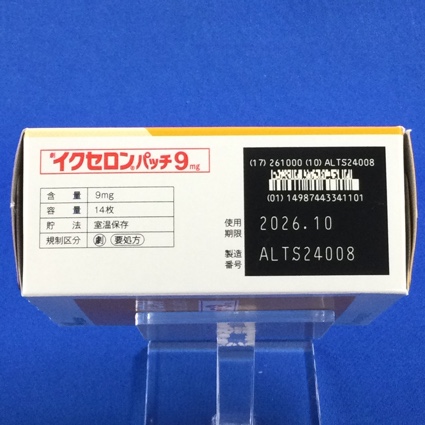 イクセロン®パッチ9mg
含量 9mg
量 14枚
貯法 室温保存
規制区分 劇 要処方
(17) 261000 (10) ALTS24008
(01) 14987443341101
使用期限 2026.10
製造番号 ALTS24008